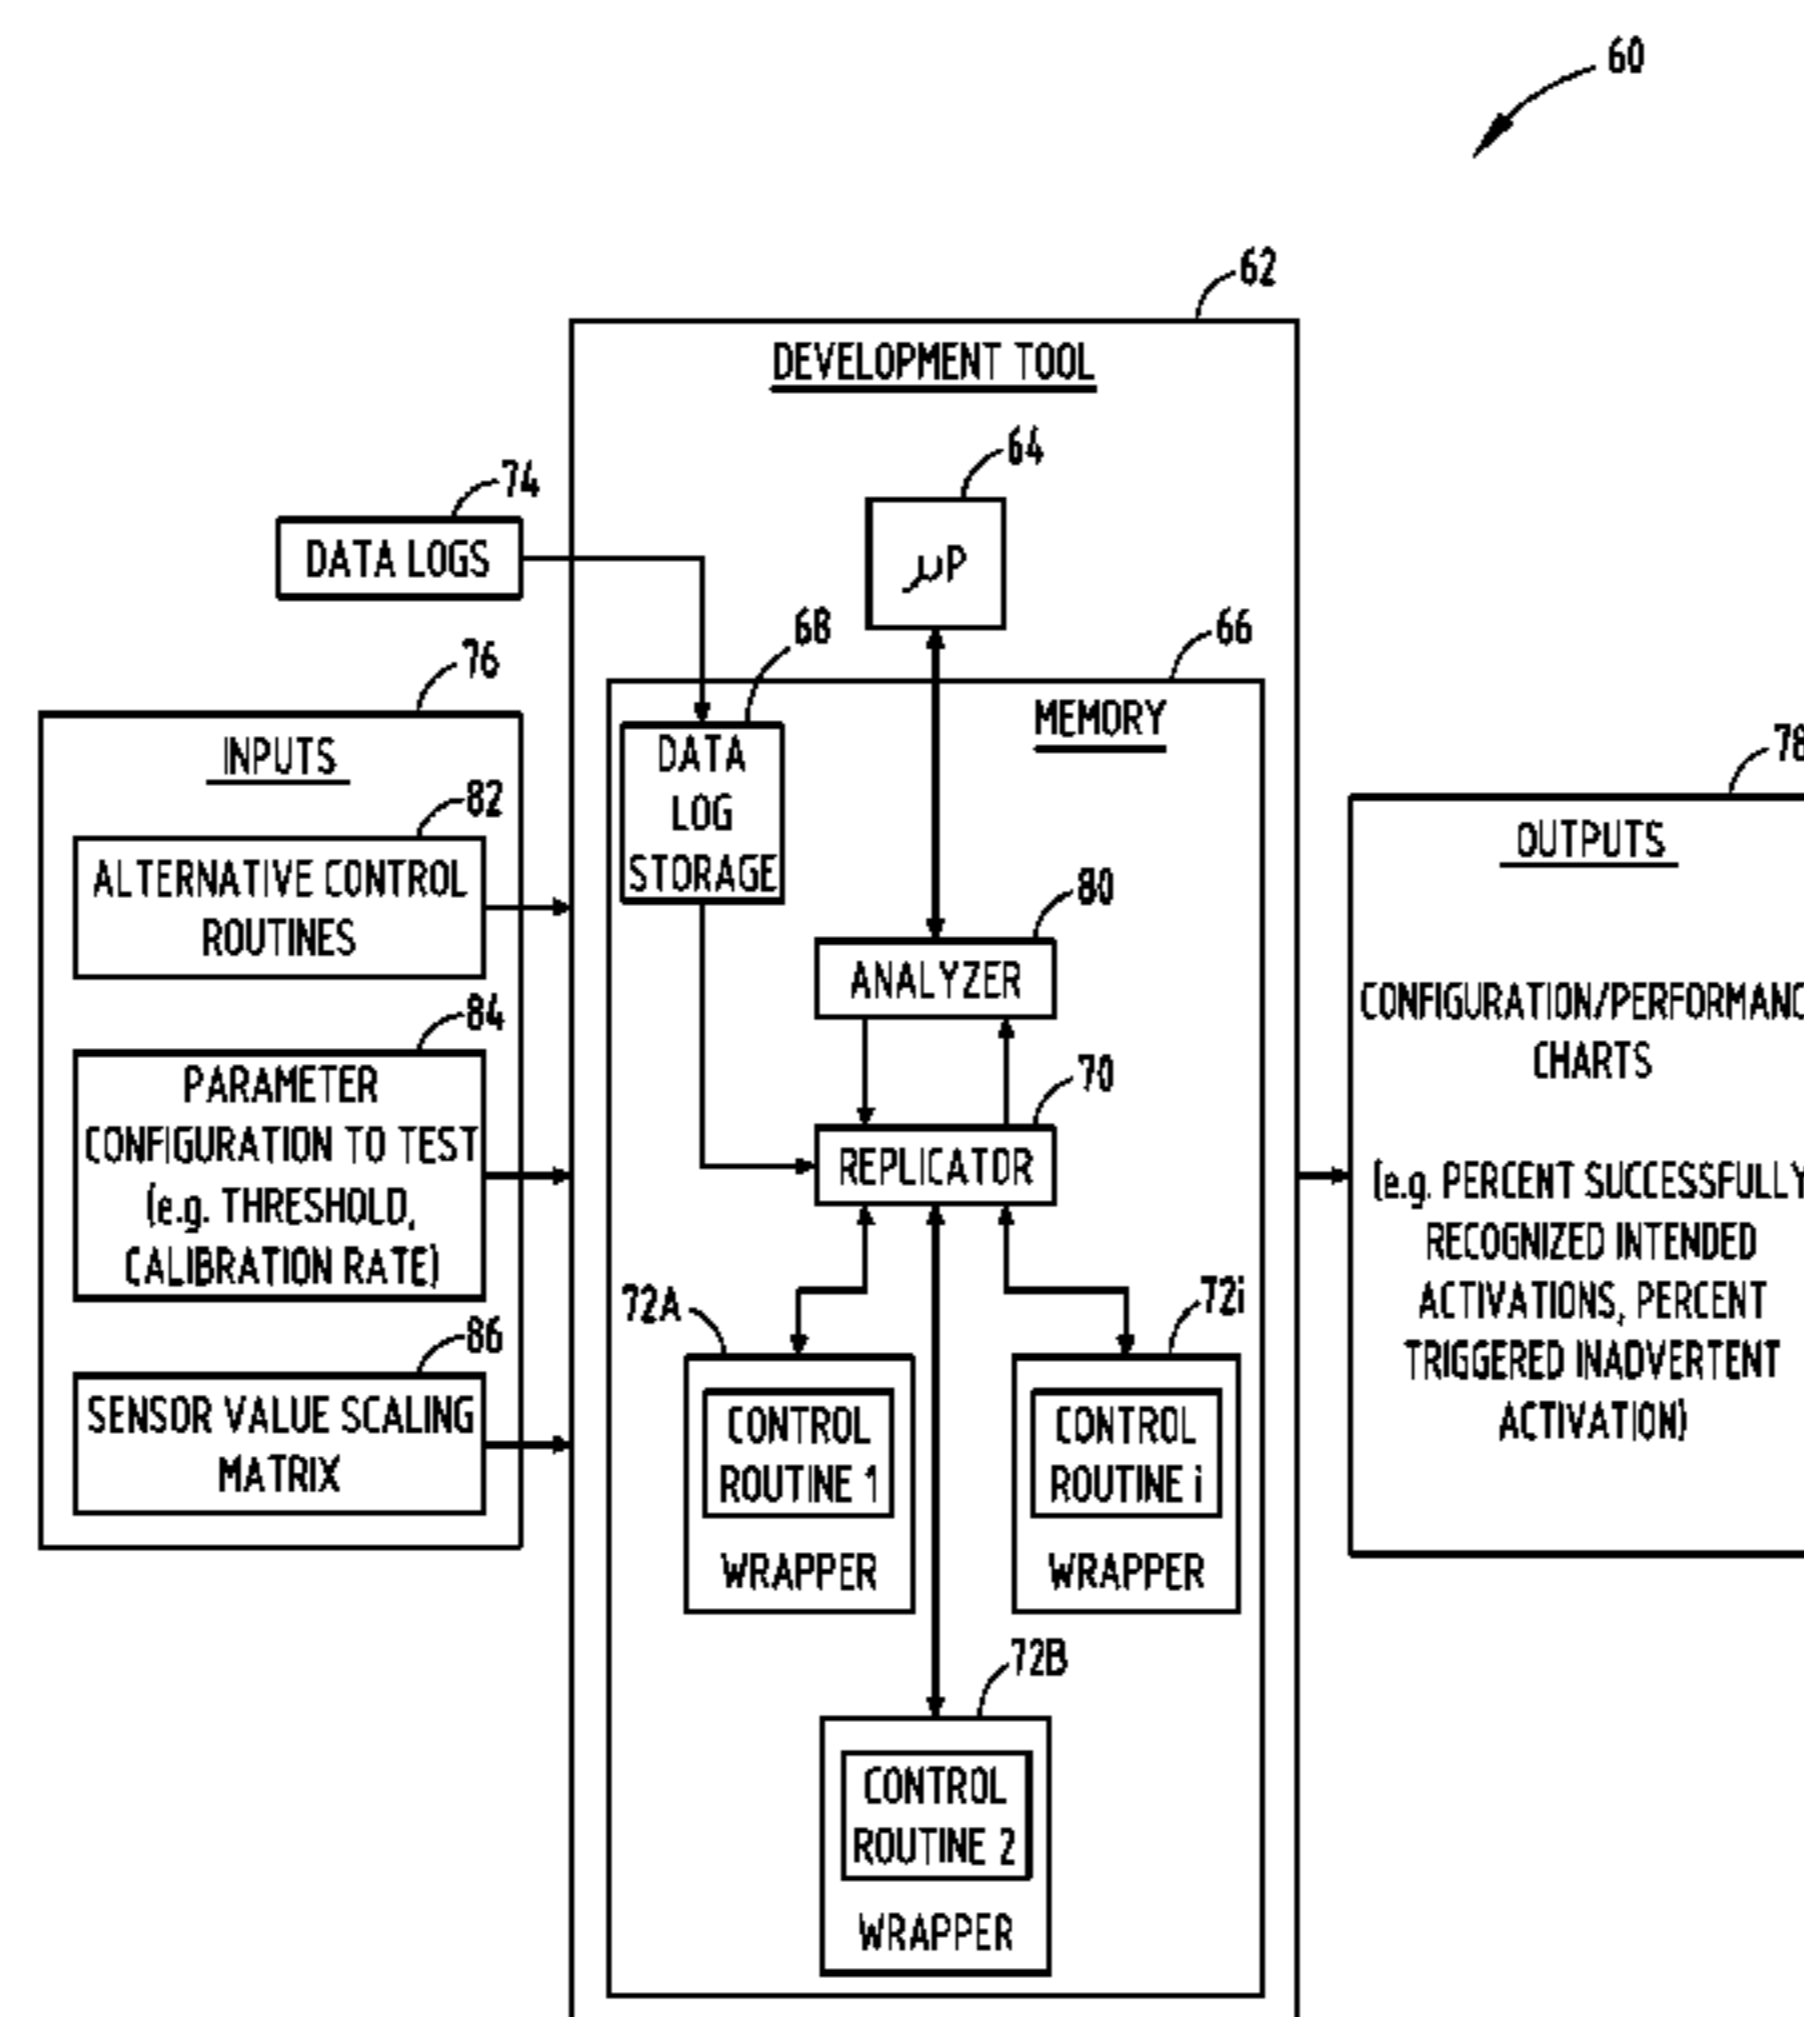 60
62
DEVELOPMENT TOOL
64
μP
74
DATA LOGS
68
DATA
LOG
STORAGE
66
MEMORY
76
INPUTS
82
ALTERNATIVE CONTROL
ROUTINES
84
PARAMETER
CONFIGURATION TO TEST
(e.g. THRESHOLD,
CALIBRATION RATE)
86
SENSOR VALUE SCALING
MATRIX
80
ANALYZER
70
REPLICATOR
72A
CONTROL
ROUTINE 1
WRAPPER
72i
CONTROL
ROUTINE i
WRAPPER
72B
CONTROL
ROUTINE 2
WRAPPER
78
OUTPUTS
CONFIGURATION/PERFORMANC
CHARTS
(e.g. PERCENT SUCCESSFULLY
RECOGNIZED INTENDED
ACTIVATIONS, PERCENT
TRIGGERED INADVERTENT
ACTIVATION)